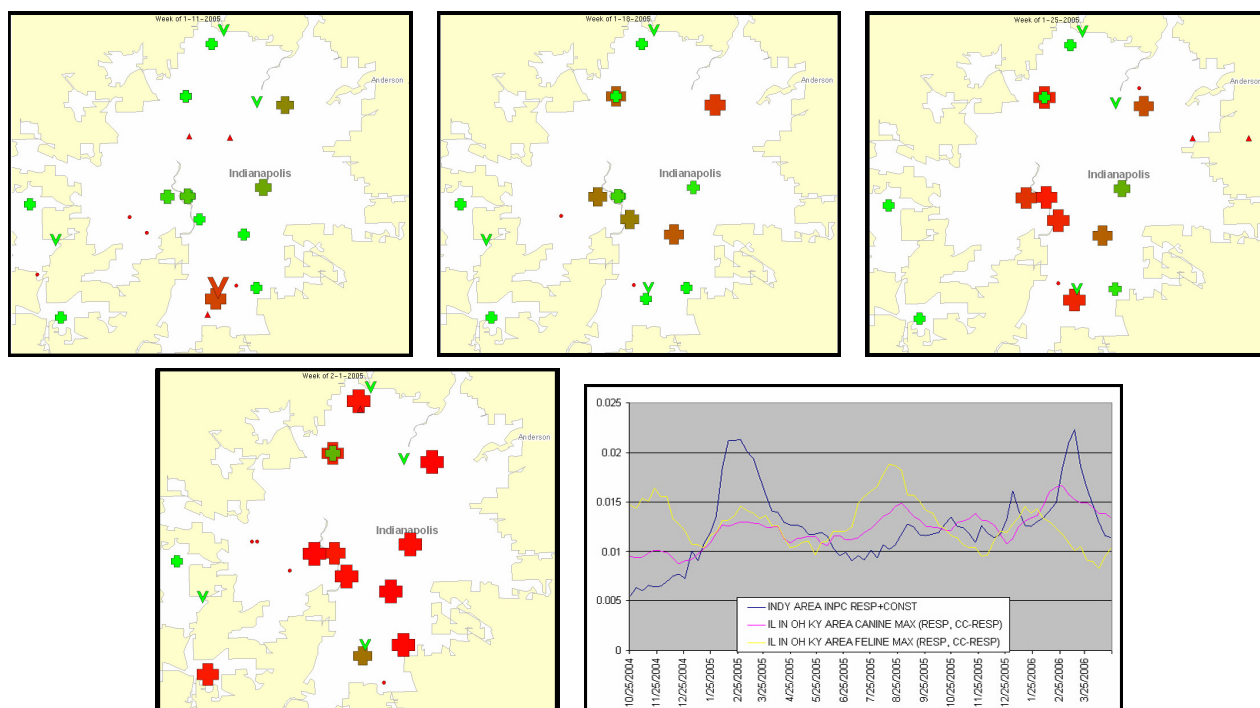 Week of 1-11-2005
Anderson
Indianapolis
Week of 1-18-2005
Anderson
Indianapolis
Week of 1-25-2005
Anderson
Indianapolis
Week of 2-1-2005
Anderson
Indianapolis
0.025
0.02
0.015
0.01
0.005
0
INDY AREA INPC RESP+CONST
IL IN OH KY AREA CANINE MAX (RESP, CC-RESP)
IL IN OH KY AREA FELINE MAX (RESP, CC-RESP)
10/25/2004
11/25/2004
12/25/2004
1/25/2005
2/25/2005
3/25/2005
4/25/2005
5/25/2005
6/25/2005
7/25/2005
8/25/2005
9/25/2005
10/25/2005
11/25/2005
12/25/2005
1/25/2006
2/25/2006
3/25/2006